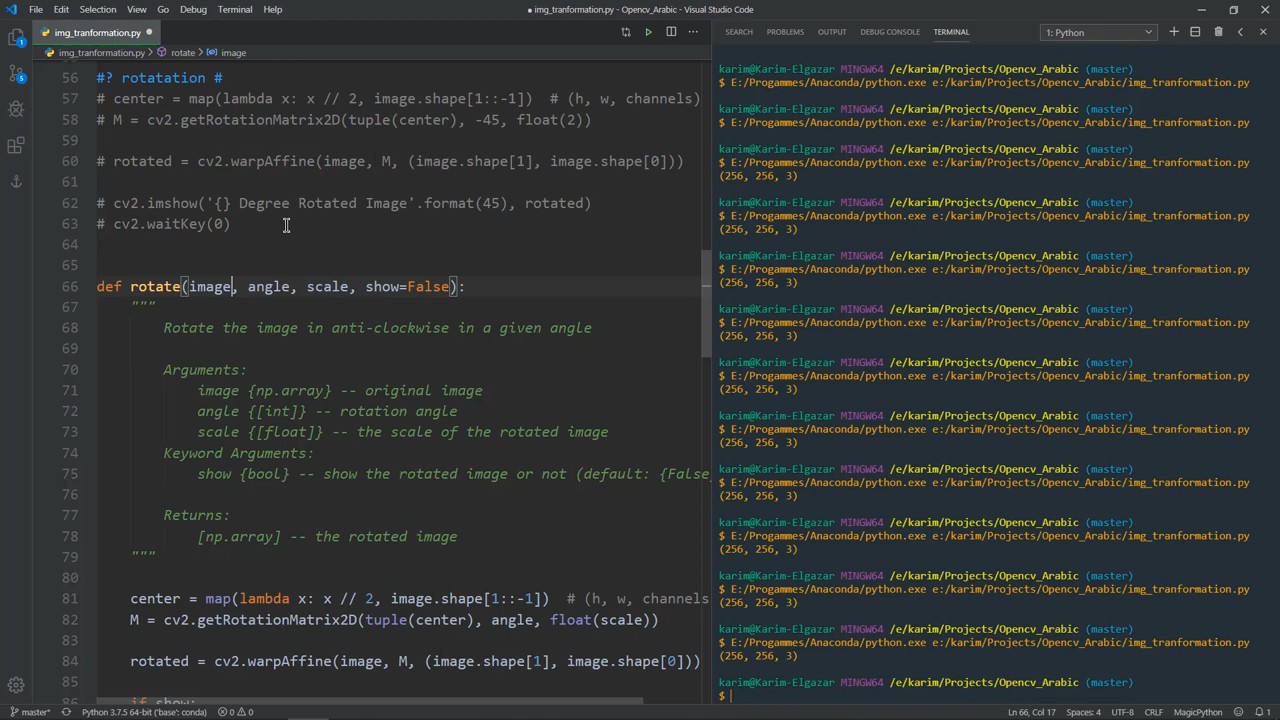 File Edit Selection View Go Debug Terminal Help
● img_tranformation.py - Opencv_Arabic - Visual Studio Code
img_tranformation.py ●
img_tranformation.py > rotate > image
56 #? rotatation #
57 # center = map(lambda x: x // 2, image.shape[1::-1])  # (h, w, channels)
58 # M = cv2.getRotationMatrix2D(tuple(center), -45, float(2))
59
60 # rotated = cv2.warpAffine(image, M, (image.shape[1], image.shape[0]))
61
62 # cv2.imshow('{} Degree Rotated Image'.format(45), rotated)
63 # cv2.waitKey(0)
64
65
66 def rotate(image, angle, scale, show=False):
67 """
68 Rotate the image in anti-clockwise in a given angle
69
70 Arguments:
71 image {np.array} -- original image
72 angle {[int]} -- rotation angle
73 scale {[float]} -- the scale of the rotated image
74 Keyword Arguments:
75 show {bool} -- show the rotated image or not (default: {False
76
77 Returns:
78 [np.array] -- the rotated image
79 """
80
81 center = map(lambda x: x // 2, image.shape[1::-1])  # (h, w, channels
82 M = cv2.getRotationMatrix2D(tuple(center), angle, float(scale))
83
84 rotated = cv2.warpAffine(image, M, (image.shape[1], image.shape[0]))
85
86 if show:
SEARCH PROBLEMS OUTPUT DEBUG CONSOLE TERMINAL 1: Python
karim@Karim-Elgazar MINGW64 /e/karim/Projects/Opencv_Arabic (master)
$ E:/Progammes/Anaconda/python.exe e:/karim/Projects/Opencv_Arabic/img_tranformation.py
karim@Karim-Elgazar MINGW64 /e/karim/Projects/Opencv_Arabic (master)
$ E:/Progammes/Anaconda/python.exe e:/karim/Projects/Opencv_Arabic/img_tranformation.py
karim@Karim-Elgazar MINGW64 /e/karim/Projects/Opencv_Arabic (master)
$ E:/Progammes/Anaconda/python.exe e:/karim/Projects/Opencv_Arabic/img_tranformation.py
(256, 256, 3)
karim@Karim-Elgazar MINGW64 /e/karim/Projects/Opencv_Arabic (master)
$ E:/Progammes/Anaconda/python.exe e:/karim/Projects/Opencv_Arabic/img_tranformation.py
(256, 256, 3)
karim@Karim-Elgazar MINGW64 /e/karim/Projects/Opencv_Arabic (master)
$ E:/Progammes/Anaconda/python.exe e:/karim/Projects/Opencv_Arabic/img_tranformation.py
(256, 256, 3)
karim@Karim-Elgazar MINGW64 /e/karim/Projects/Opencv_Arabic (master)
$ E:/Progammes/Anaconda/python.exe e:/karim/Projects/Opencv_Arabic/img_tranformation.py
(256, 256, 3)
karim@Karim-Elgazar MINGW64 /e/karim/Projects/Opencv_Arabic (master)
$ E:/Progammes/Anaconda/python.exe e:/karim/Projects/Opencv_Arabic/img_tranformation.py
(256, 256, 3)
karim@Karim-Elgazar MINGW64 /e/karim/Projects/Opencv_Arabic (master)
$ E:/Progammes/Anaconda/python.exe e:/karim/Projects/Opencv_Arabic/img_tranformation.py
(256, 256, 3)
karim@Karim-Elgazar MINGW64 /e/karim/Projects/Opencv_Arabic (master)
$ E:/Progammes/Anaconda/python.exe e:/karim/Projects/Opencv_Arabic/img_tranformation.py
(256, 256, 3)
karim@Karim-Elgazar MINGW64 /e/karim/Projects/Opencv_Arabic (master)
$ E:/Progammes/Anaconda/python.exe e:/karim/Projects/Opencv_Arabic/img_tranformation.py
(256, 256, 3)
karim@Karim-Elgazar MINGW64 /e/karim/Projects/Opencv_Arabic (master)
$ E:/Progammes/Anaconda/python.exe e:/karim/Projects/Opencv_Arabic/img_tranformation.py
(256, 256, 3)
karim@Karim-Elgazar MINGW64 /e/karim/Projects/Opencv_Arabic (master)
$ E:/Progammes/Anaconda/python.exe e:/karim/Projects/Opencv_Arabic/img_tranformation.py
(256, 256, 3)
karim@Karim-Elgazar MINGW64 /e/karim/Projects/Opencv_Arabic (master)
$
master* Python 3.7.5 64-bit ('base': conda) 0 0 Ln 66, Col 17 Spaces: 4 UTF-8 CRLF MagicPython 1